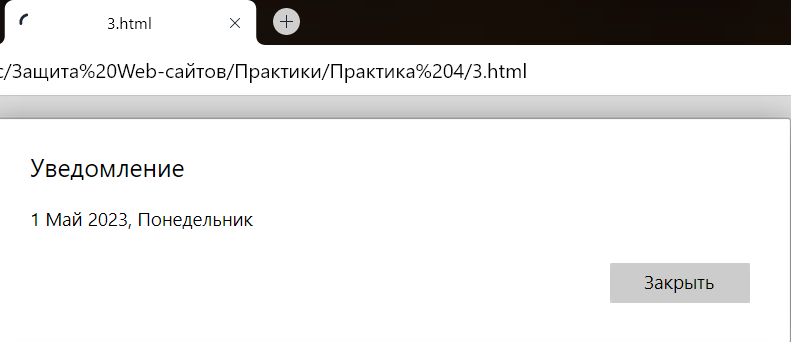 3.html
с/Защита%20Web-сайтов/Практики/Практика%204/3.html
Уведомление
1 Май 2023, Понедельник
Закрыть